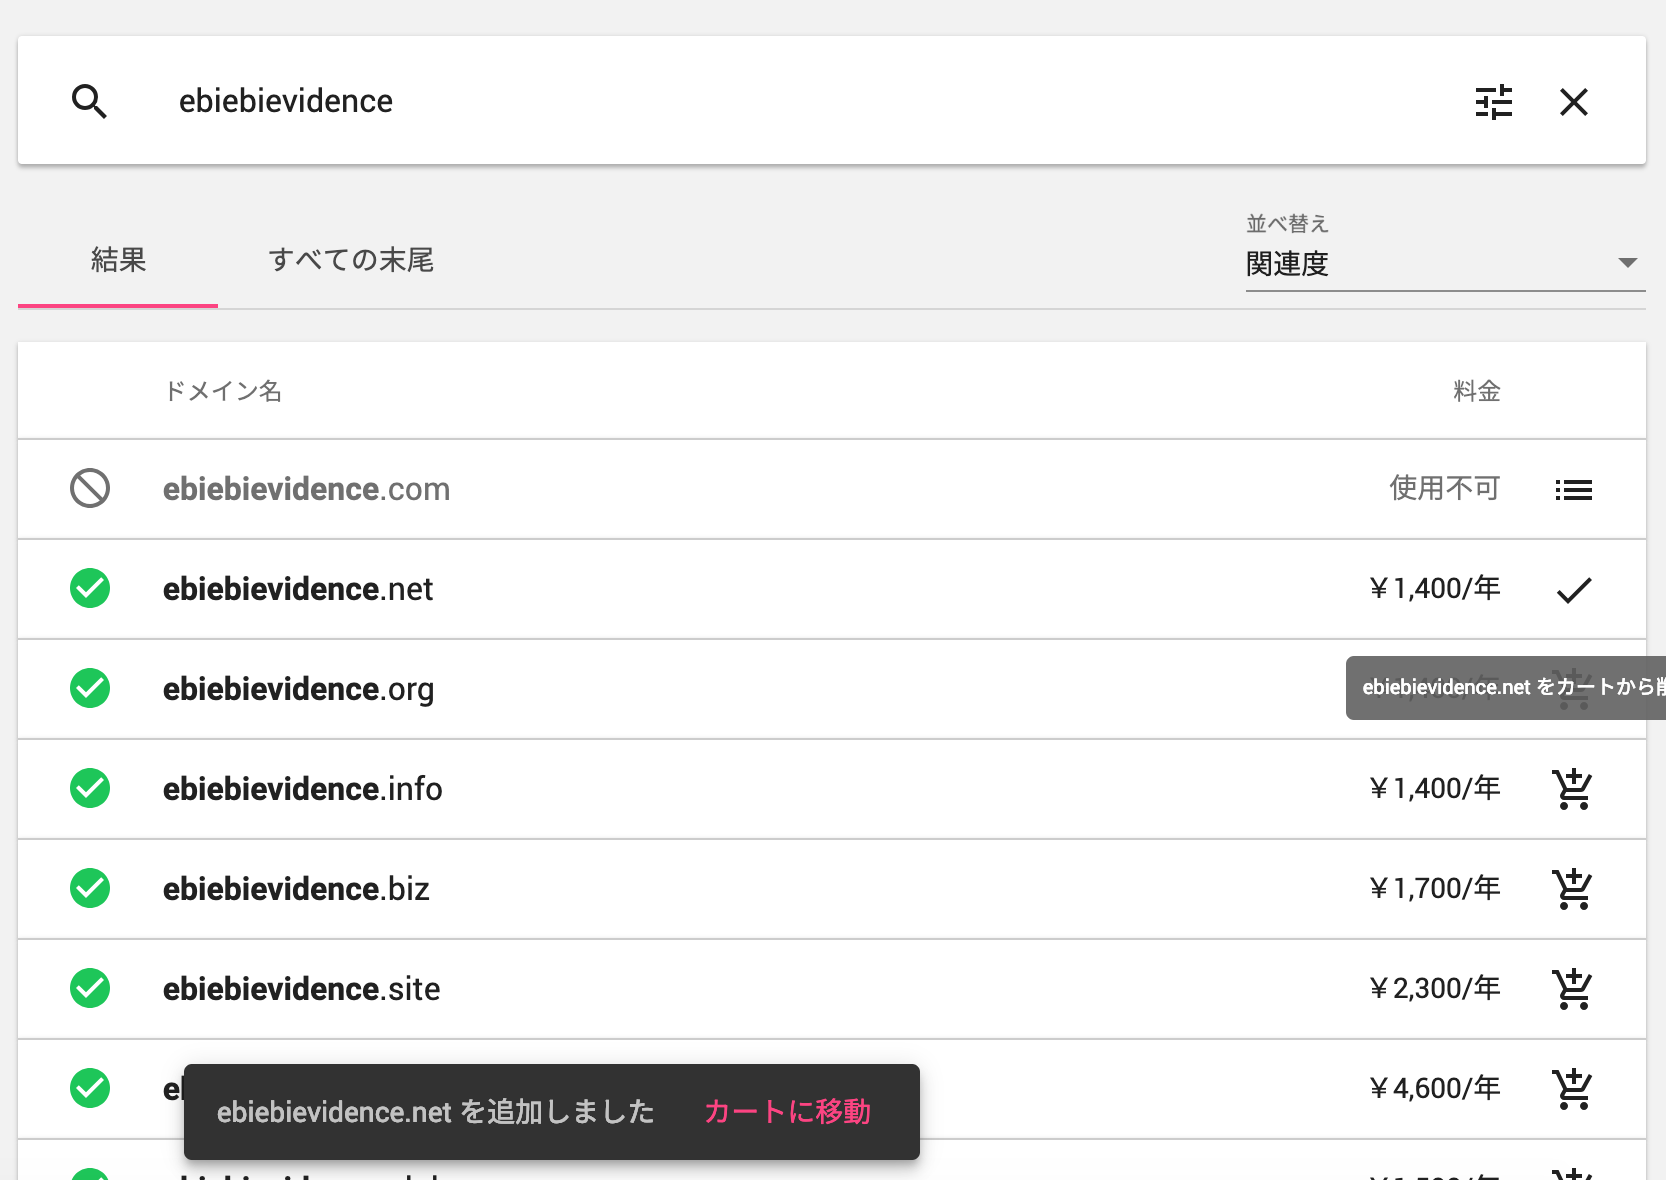 ebiebievidence
結果
すべての末尾
並べ替え
関連度
ドメイン名
料金
ebiebievidence.com
使用不可
ebiebievidence.net
¥1,400/年
ebiebievidence.org
ebiebievidence.net をカートから削
ebiebievidence.info
¥1,400/年
ebiebievidence.biz
¥1,700/年
ebiebievidence.site
¥2,300/年
¥4,600/年
ebiebievidence.net を追加しました
カートに移動